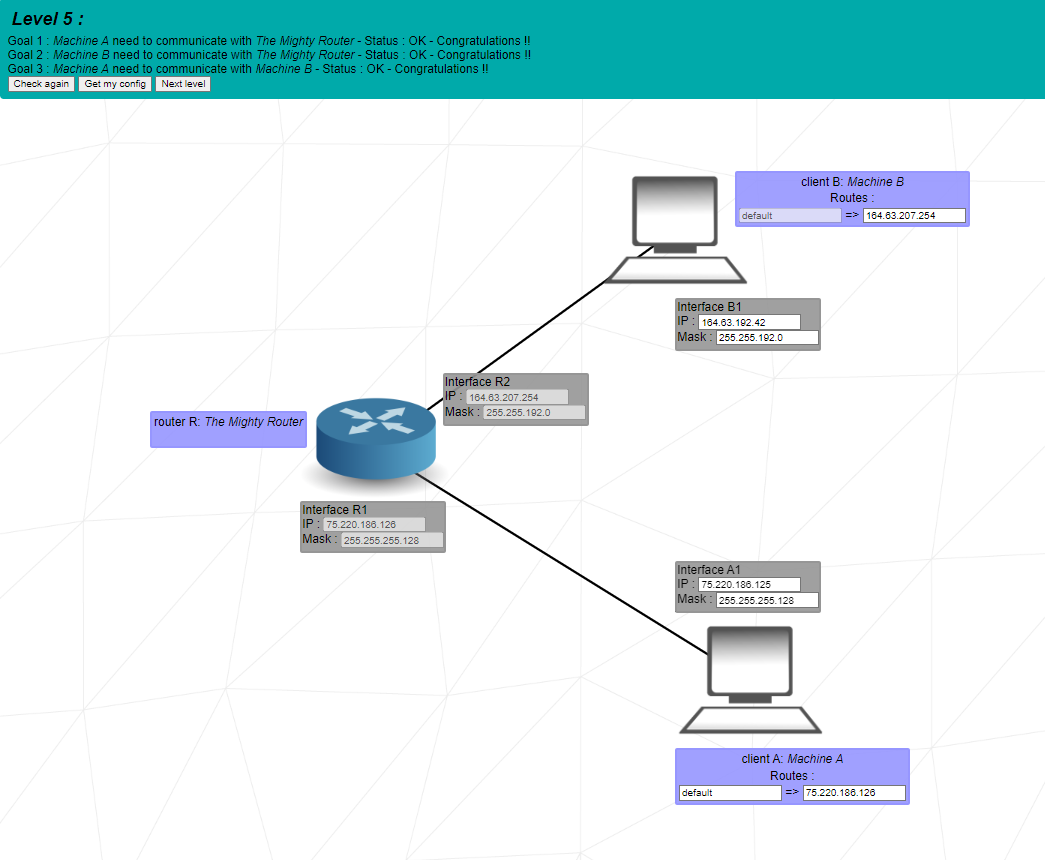 Level 5 :
Goal 1 : Machine A need to communicate with The Mighty Router - Status : OK - Congratulations !!
Goal 2 : Machine B need to communicate with The Mighty Router - Status : OK - Congratulations !!
Goal 3 : Machine A need to communicate with Machine B - Status : OK - Congratulations !!
Check again Get my config Next level
client B: Machine B
Routes :
default => 164.63.207.254
Interface B1
IP : 164.63.192.42
Mask : 255.255.192.0
Interface R2
IP : 164.63.207.254
Mask : 255.255.192.0
router R: The Mighty Router
Interface R1
IP : 75.220.186.126
Mask : 255.255.255.128
Interface A1
IP : 75.220.186.125
Mask : 255.255.255.128
client A: Machine A
Routes :
default => 75.220.186.126